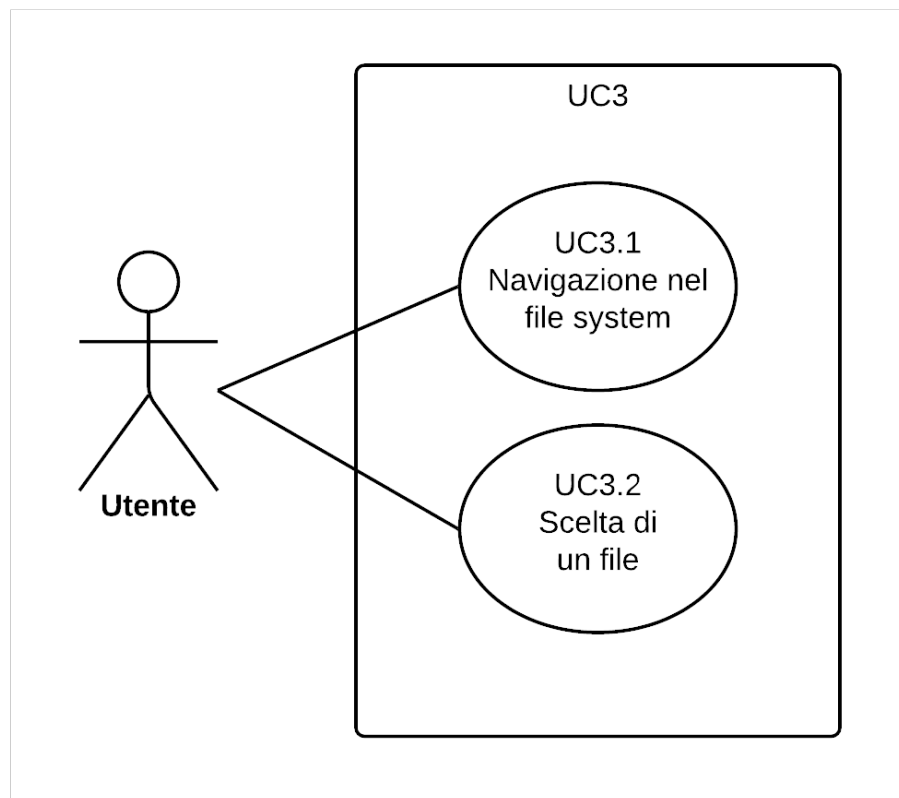 UC3
UC3.1
Navigazione nel
file system
UC3.2
Scelta di
un file
Utente